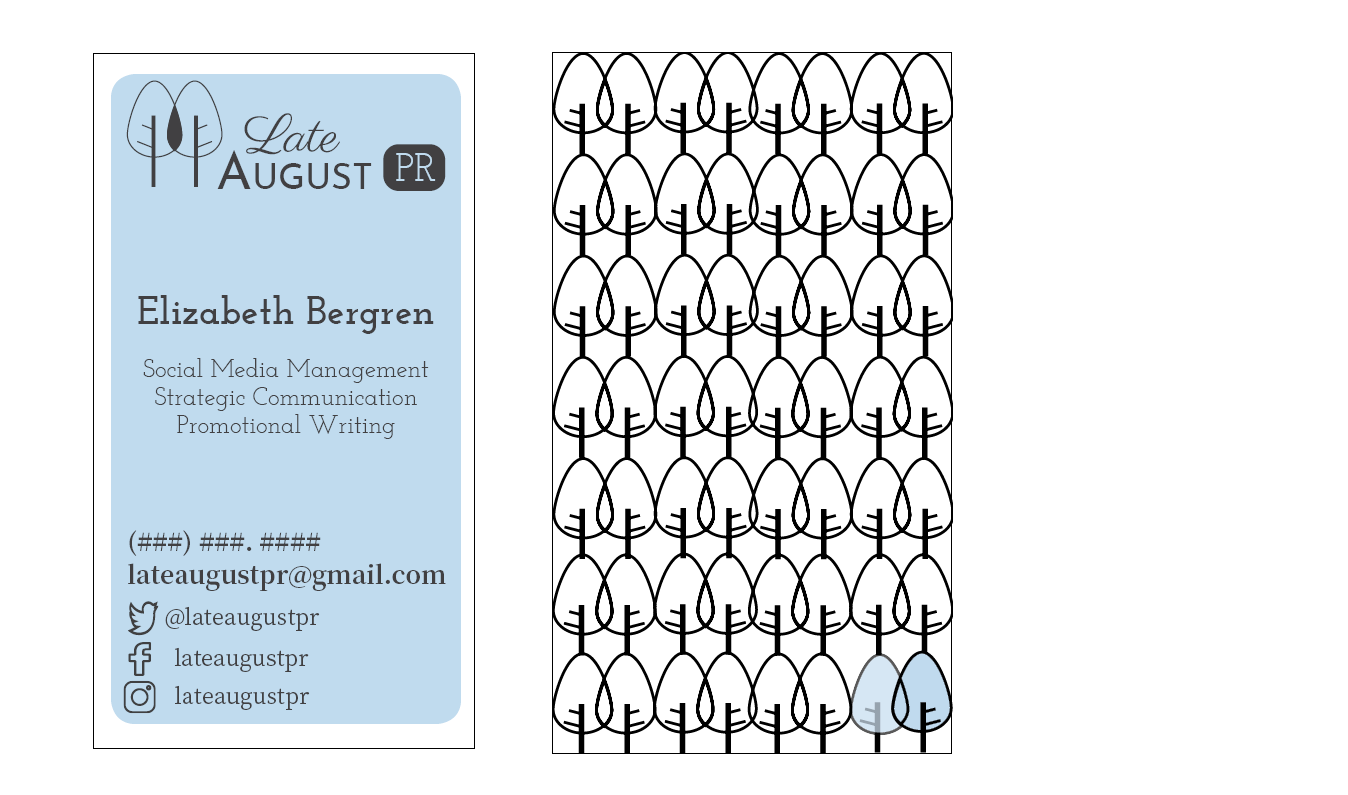 Late
AUGUST PR
Elizabeth Bergren
Social Media Management
Strategic Communication
Promotional Writing
(###) ###. ####
lateaugustpr@gmail.com
@lateaugustpr
lateaugustpr
lateaugustpr